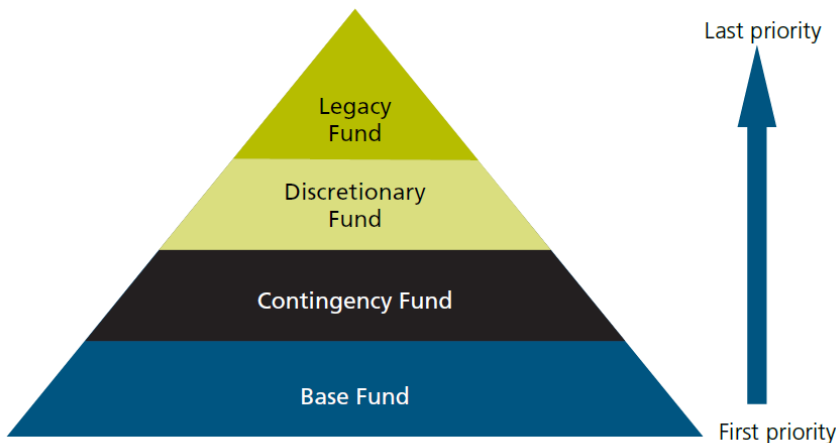 Last priority
Legacy
Fund
Discretionary
Fund
Contingency Fund
Base Fund
First priority